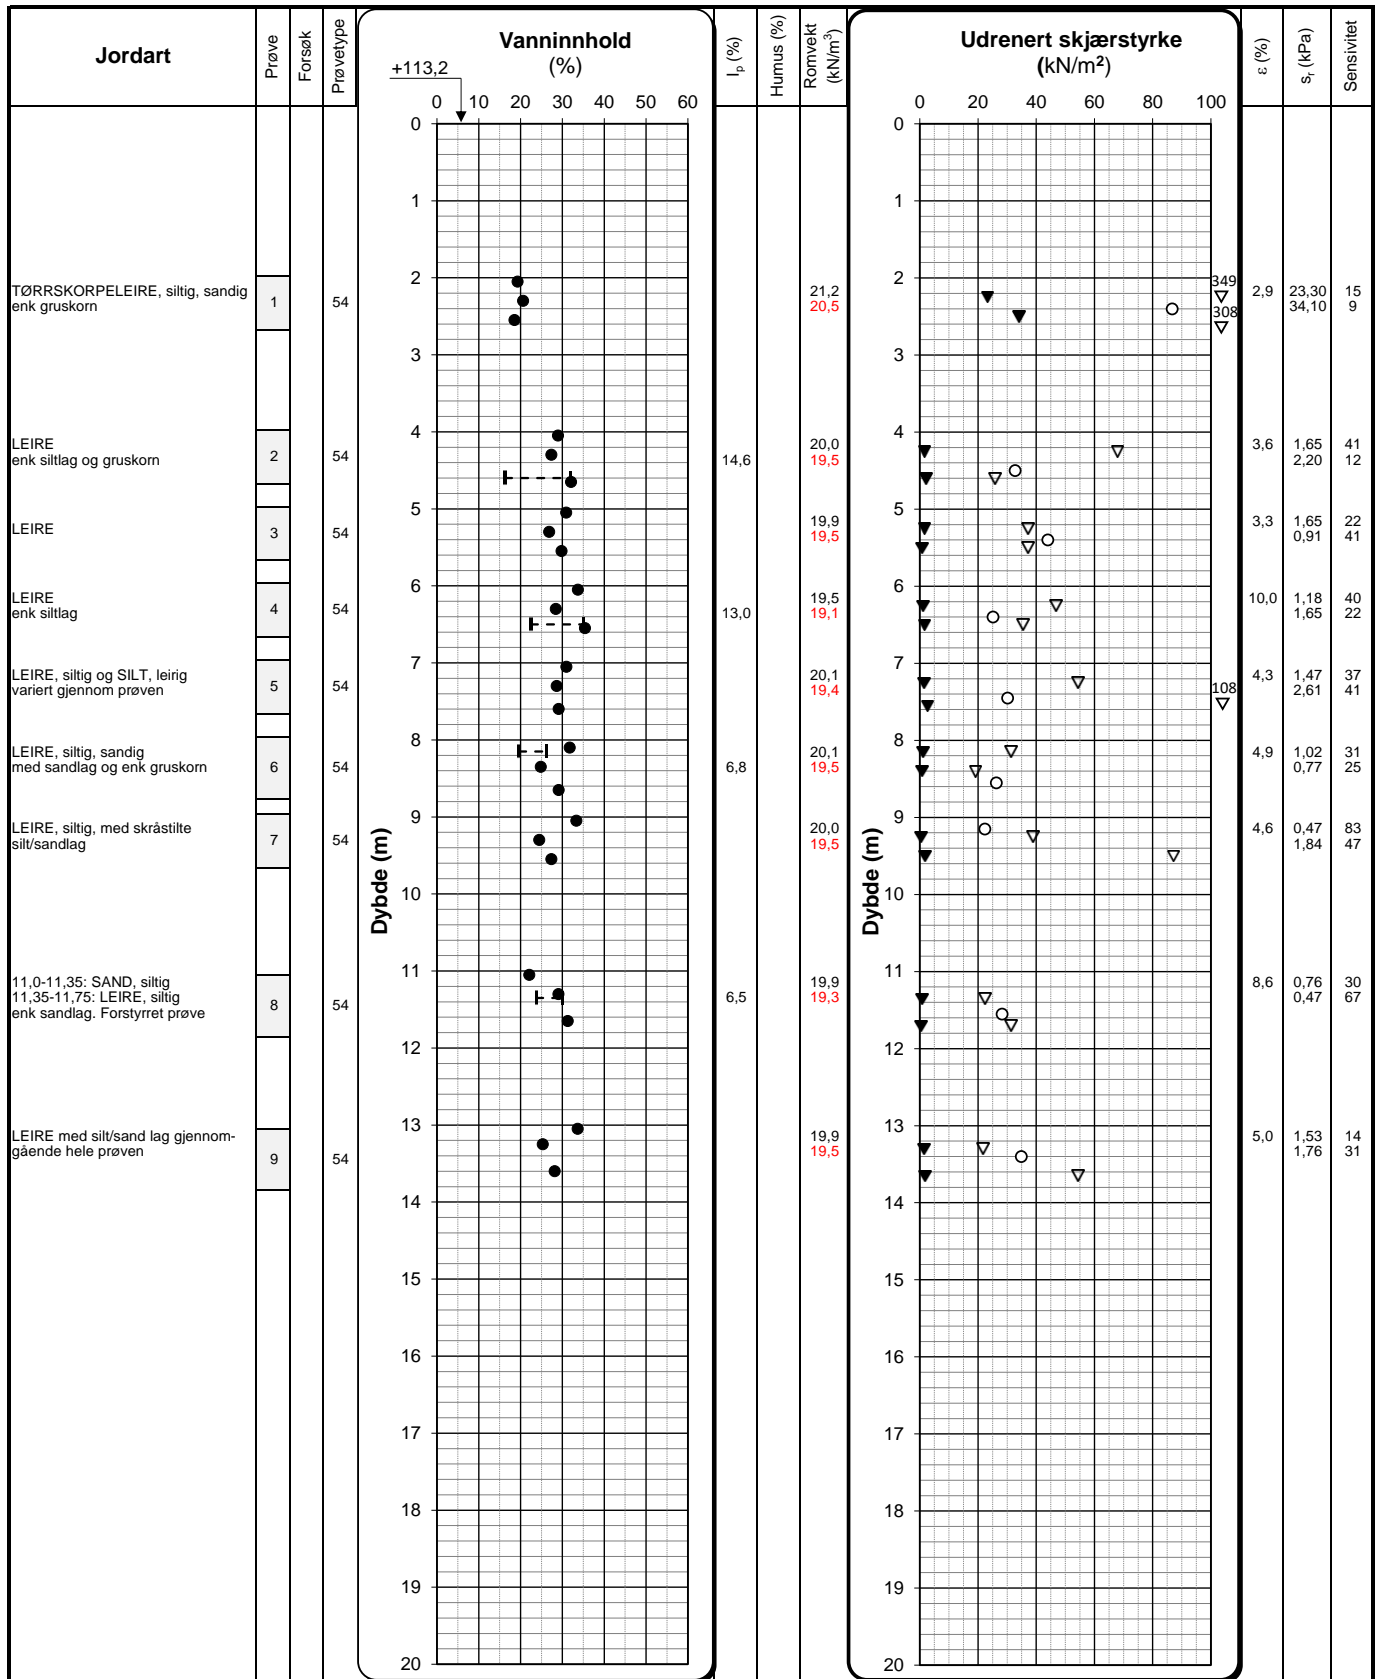 Jordart
Prøve
Forsøk
Prøvetype
Vanninnhold
(%)
+113,2
0 10 20 30 40 50 60
Ip (%)
Humus (%)
Romvekt
(kN/m³)
Udrenert skjærstyrke
(kN/m²)
0 20 40 60 80 100
ε (%)
sr (kPa)
Sensivitet
0 0
1 1
2 2
349
TØRRSKORPELEIRE, siltig, sandig 21,2 2,9 23,30 15
enk gruskorn 1 54 20,5 34,10 9
308
3 3
4 4
LEIRE 20,0 3,6 1,65 41
enk siltlag og gruskorn 2 54 14,6 19,5 2,20 12
5 5
19,9 3,3 1,65 22
LEIRE 3 54 19,5 0,91 41
6 6
LEIRE 19,5 10,0 1,18 40
enk siltlag 4 54 13,0 19,1 1,65 22
7 7
LEIRE, siltig og SILT, leirig 20,1 4,3 1,47 37
variert gjennom prøven 5 54 19,4 108 2,61 41
8 8
LEIRE, siltig, sandig 20,1 4,9 1,02 31
med sandlag og enk gruskorn 6 54 6,8 19,5 0,77 25
9 9
LEIRE, siltig, med skråstilte 20,0 4,6 0,47 83
silt/sandlag 7 54 19,5 1,84 47
Dybde (m) Dybde (m)
10 10
11 11
11,0-11,35: SAND, siltig 19,9 8,6 0,76 30
11,35-11,75: LEIRE, siltig 8 54 6,5 19,3 0,47 67
enk sandlag. Forstyrret prøve
12 12
13 13
LEIRE med silt/sand lag gjennom- 19,9 5,0 1,53 14
gående hele prøven 9 54 19,5 1,76 31
14 14
15 15
16 16
17 17
18 18
19 19
20 20